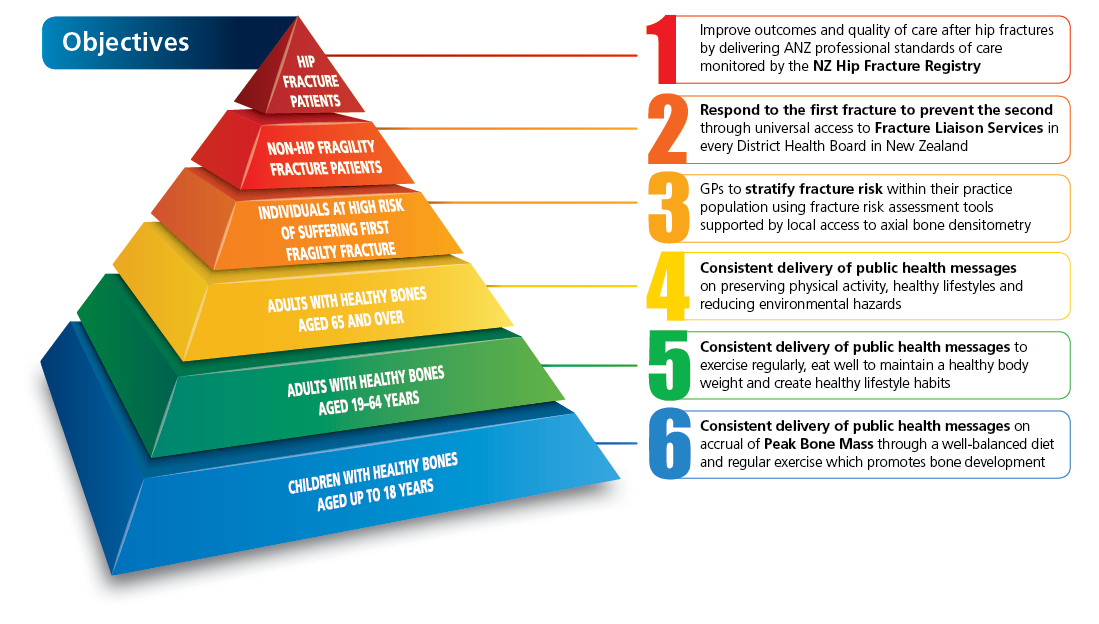 Objectives
HIP
FRACTURE
PATIENTS
NON-HIP FRAGILITY
FRACTURE PATIENTS
INDIVIDUALS AT HIGH RISK
OF SUFFERING FIRST
FRAGILTY FRACTURE
ADULTS WITH HEALTHY BONES
AGED 65 AND OVER
ADULTS WITH HEALTHY BONES
AGED 19–64 YEARS
CHILDREN WITH HEALTHY BONES
AGED UP TO 18 YEARS
1
Improve outcomes and quality of care after hip fractures
by delivering ANZ professional standards of care
monitored by the NZ Hip Fracture Registry
2
Respond to the first fracture to prevent the second
through universal access to Fracture Liaison Services in
every District Health Board in New Zealand
3
GPs to stratify fracture risk within their practice
population using fracture risk assessment tools
supported by local access to axial bone densitometry
4
Consistent delivery of public health messages
on preserving physical activity, healthy lifestyles and
reducing environmental hazards
5
Consistent delivery of public health messages to
exercise regularly, eat well to maintain a healthy body
weight and create healthy lifestyle habits
6
Consistent delivery of public health messages on
accrual of Peak Bone Mass through a well-balanced diet
and regular exercise which promotes bone development